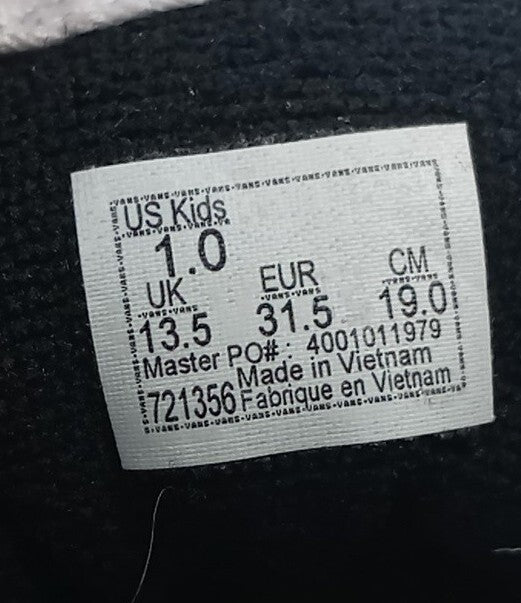 US Kids
1.0
UK EUR CM
13.5 31.5 19.0
Master PO#.: 4001011979
Made in Vietnam
721356 Fabrique en Vietnam